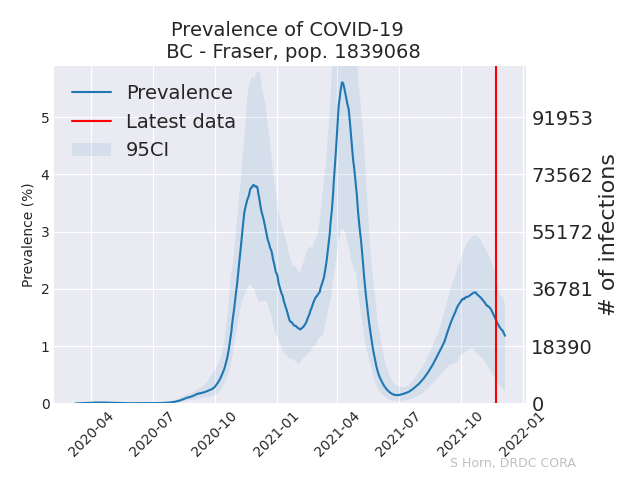 Prevalence of COVID-19
BC - Fraser, pop. 1839068
Prevalence
Latest data
95CI
Prevalence (%)
5
4
3
2
1
0
91953
73562
55172
36781
18390
0
# of infections
2020-04
2020-07
2020-10
2021-01
2021-04
2021-07
2021-10
2022-01
S Horn, DRDC CORA